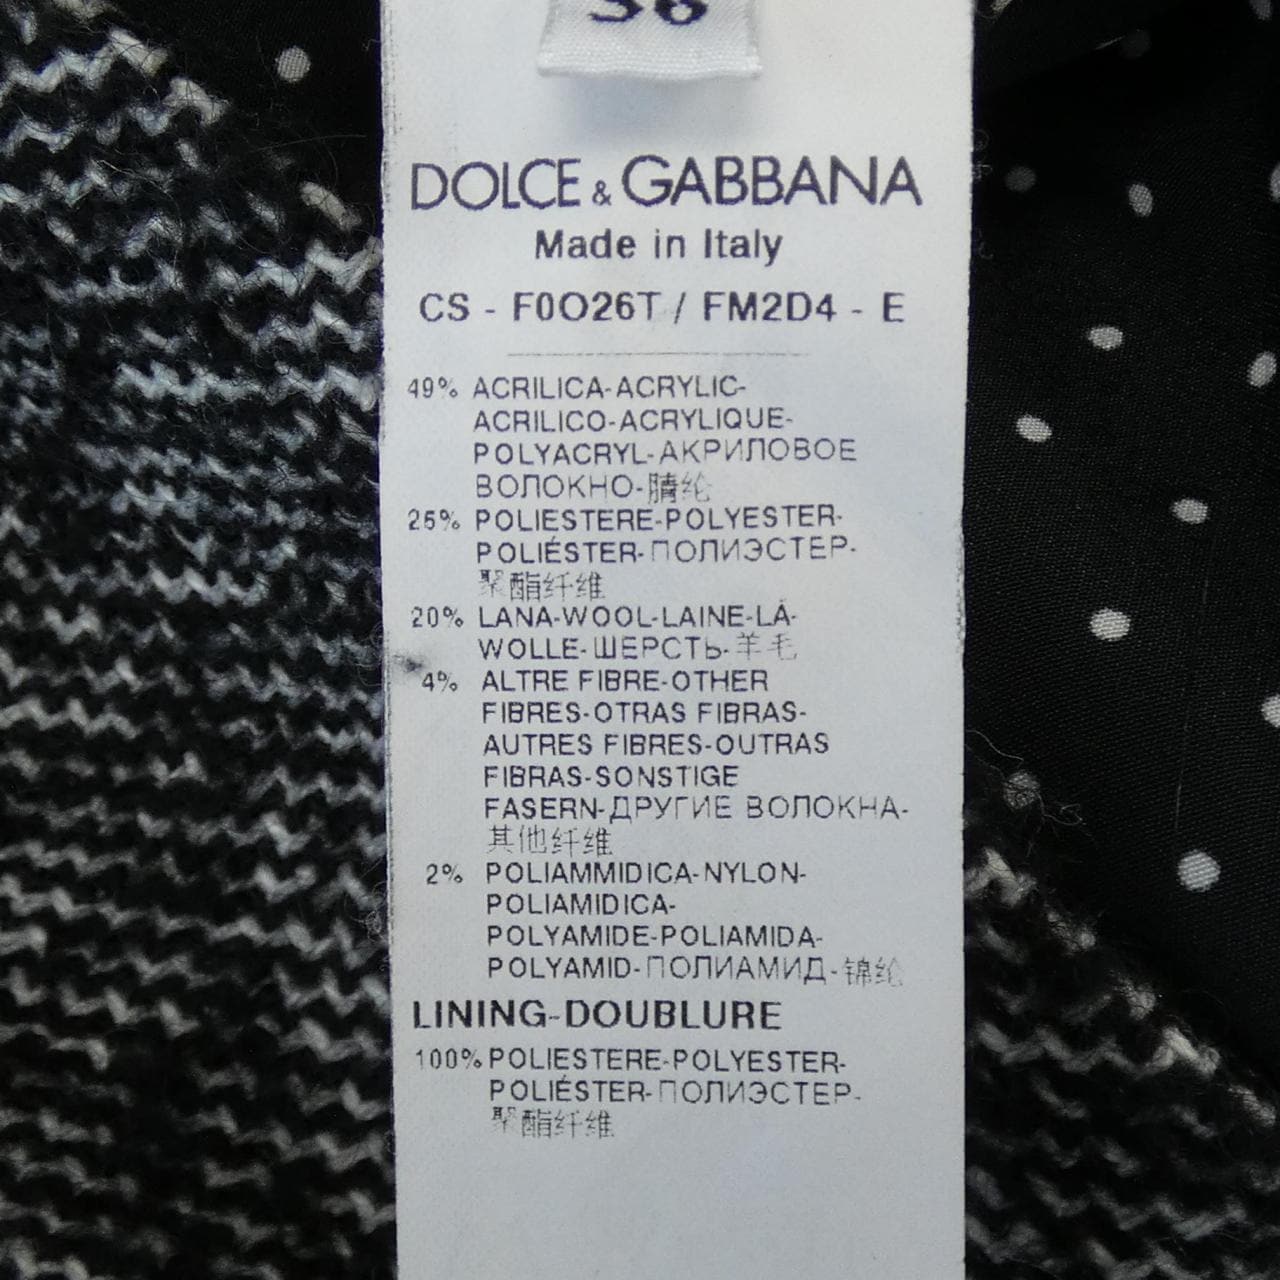 36
DOLCE & GABBANA
Made in Italy
CS - F0O26T / FM2D4 - E
49% ACRILICA-ACRYLIC-
ACRILICO-ACRYLIQUE-
POLYACRYL-АКРИЛОВОЕ
ВОЛОКНО-腈纶
25% POLIESTERE-POLYESTER-
POLIÉSTER-ПОЛИЭСТЕР-
聚酯纤维
20% LANA-WOOL-LAINE-LÃ-
WOLLE-ШЕРСТЬ-羊毛
4% ALTRE FIBRE-OTHER
FIBRES-OTRAS FIBRAS-
AUTRES FIBRES-OUTRAS
FIBRAS-SONSTIGE
FASERN-ДРУГИЕ ВОЛОКНА-
其他纤维
2% POLIAMMIDICA-NYLON-
POLIAMIDICA-
POLYAMIDE-POLIAMIDA-
POLYAMID-ПОЛИАМИД-锦纶
LINING-DOUBLURE
100% POLIESTERE-POLYESTER-
POLIÉSTER-ПОЛИЭСТЕР-
聚酯纤维